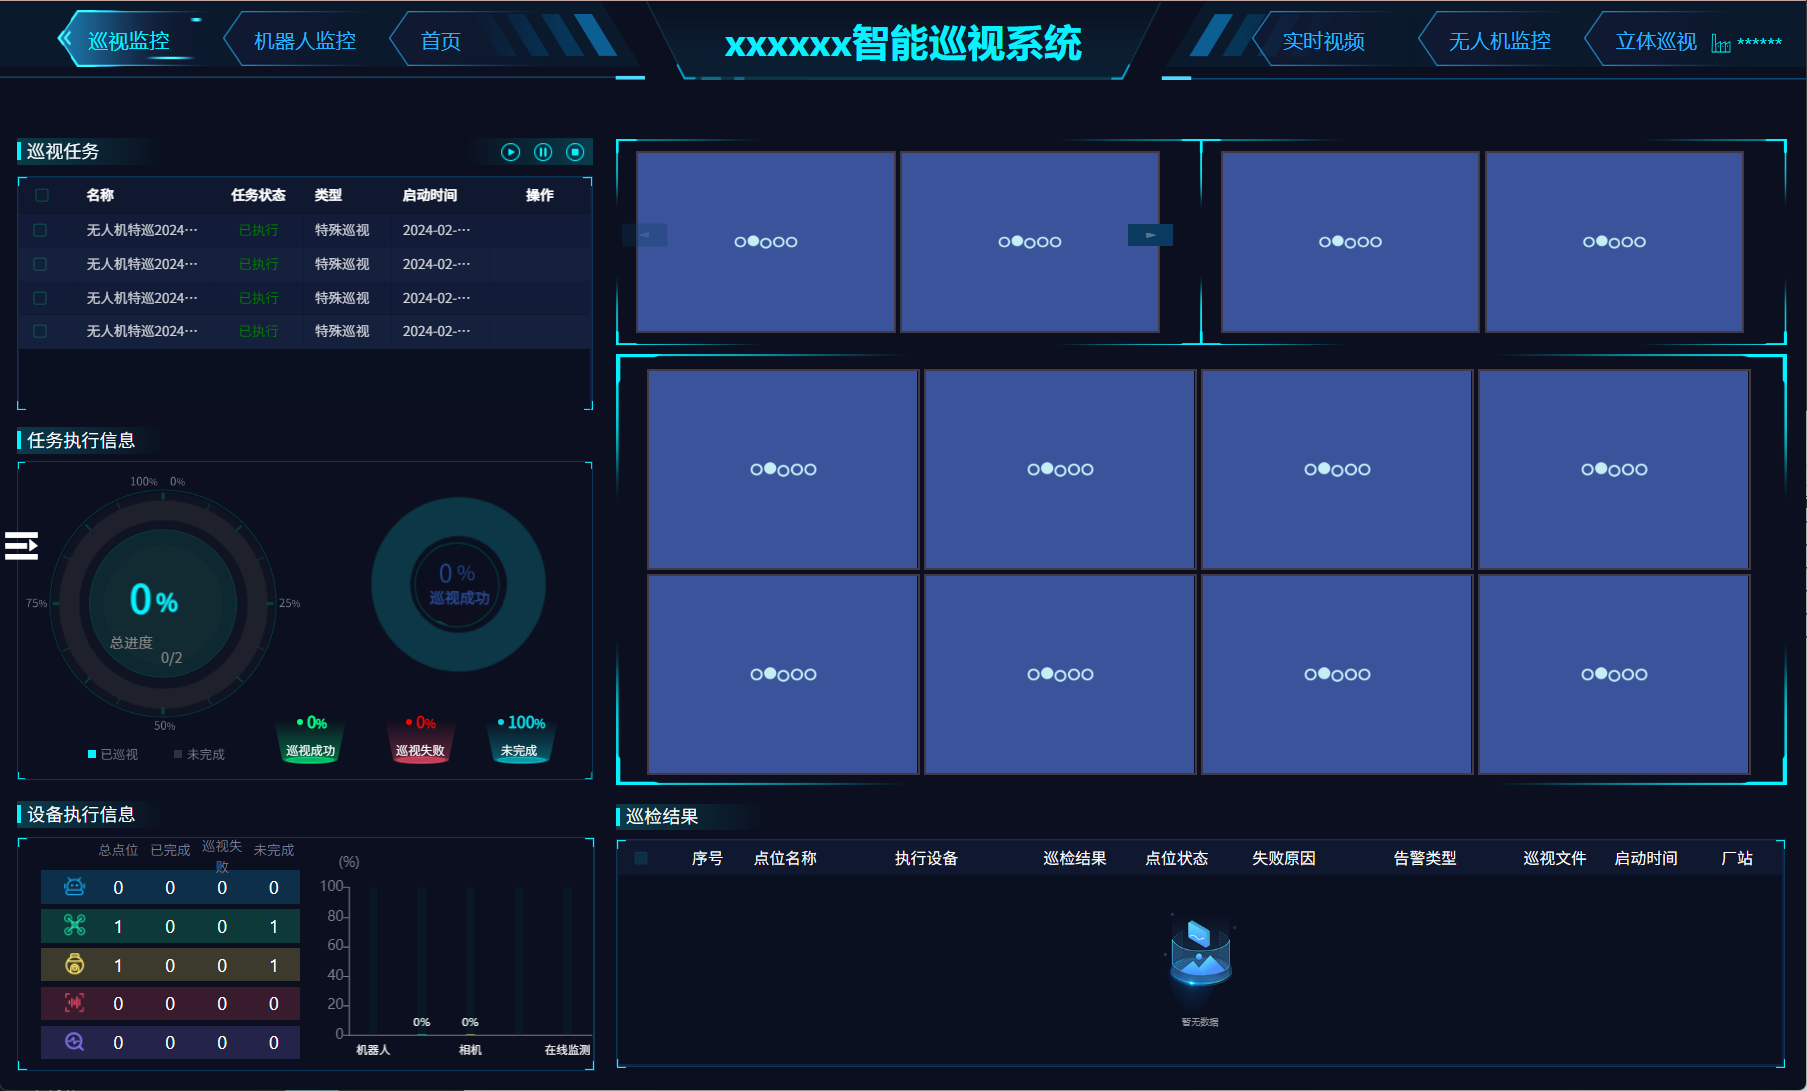 巡视监控
机器人监控
首页
xxxxxx智能巡视系统
实时视频
无人机监控
立体巡视
******
巡视任务
名称 任务状态 类型 启动时间 操作
无人机特巡2024··· 已执行 特殊巡视 2024-02-···
无人机特巡2024··· 已执行 特殊巡视 2024-02-···
无人机特巡2024··· 已执行 特殊巡视 2024-02-···
无人机特巡2024··· 已执行 特殊巡视 2024-02-···
任务执行信息
100% 0%
75%
25%
50%
0%
总进度
0/2
已巡视 未完成
0%
巡视成功
0% 0% 100%
巡视成功 巡视失败 未完成
设备执行信息
总点位 已完成 巡视失败 未完成
0 0 0 0
1 0 0 1
1 0 0 1
0 0 0 0
0 0 0 0
(%)
100
80
60
40
20
0
0% 0%
机器人 相机 在线监测
巡检结果
序号 点位名称 执行设备 巡检结果 点位状态 失败原因 告警类型 巡视文件 启动时间 厂站
暂无数据